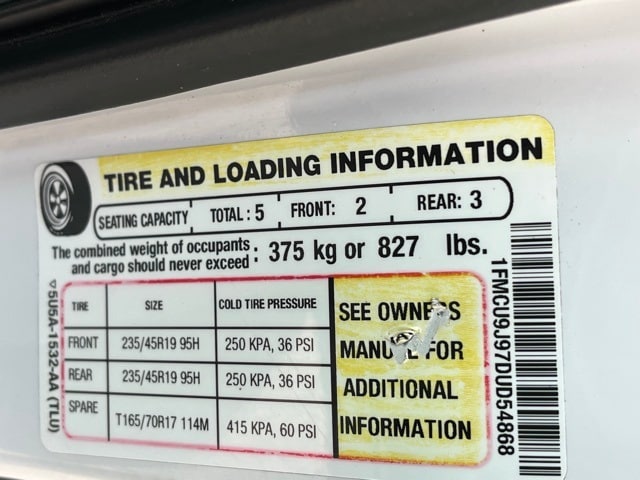 TIRE AND LOADING INFORMATION
SEATING CAPACITY TOTAL : 5 FRONT: 2 REAR: 3
The combined weight of occupants
and cargo should never exceed : 375 kg or 827 lbs.
TIRE SIZE COLD TIRE PRESSURE
FRONT 235/45R19 95H 250 KPA, 36 PSI
REAR 235/45R19 95H 250 KPA, 36 PSI
SPARE T165/70R17 114M 415 KPA, 60 PSI
SEE OWNERS
MANUAL FOR
ADDITIONAL
INFORMATION
5U5A-1532-AA (TLU)
1FMCU9J97DUD54868